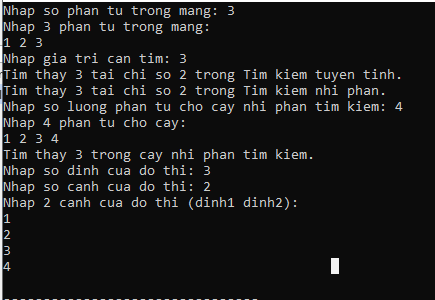 Nhap so phan tu trong mang: 3
Nhap 3 phan tu trong mang:
1 2 3
Nhap gia tri can tim: 3
Tim thay 3 tai chi so 2 trong Tim kiem tuyen tinh.
Tim thay 3 tai chi so 2 trong Tim kiem nhi phan.
Nhap so luong phan tu cho cay nhi phan tim kiem: 4
Nhap 4 phan tu cho cay:
1 2 3 4
Tim thay 3 trong cay nhi phan tim kiem.
Nhap so dinh cua do thi: 3
Nhap so canh cua do thi: 2
Nhap 2 canh cua do thi (dinh1 dinh2):
1
2
3
4
--------------------------------